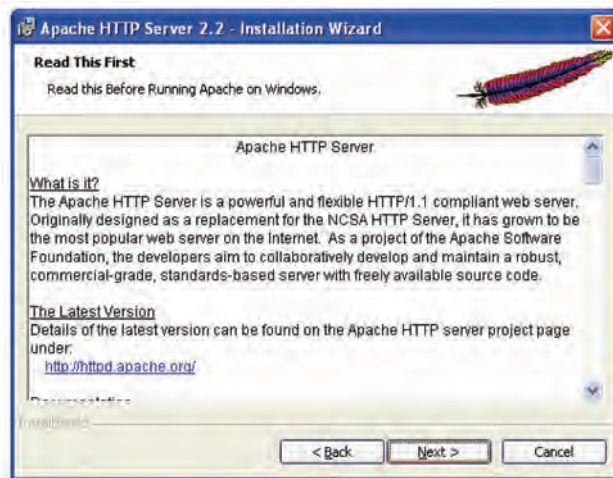 Apache HTTP Server 2.2 - Installation Wizard
Read This First
Read this Before Running Apache on Windows.
Apache HTTP Server
What is it?
The Apache HTTP Server is a powerful and flexible HTTP/1.1 compliant web server.
Originally designed as a replacement for the NCSA HTTP Server, it has grown to be
the most popular web server on the Internet. As a project of the Apache Software
Foundation, the developers aim to collaboratively develop and maintain a robust,
commercial-grade, standards-based server with freely available source code.
The Latest Version
Details of the latest version can be found on the Apache HTTP server project page
under:
http://httpd.apache.org/
Documentation
InstallShield
< Back Next > Cancel